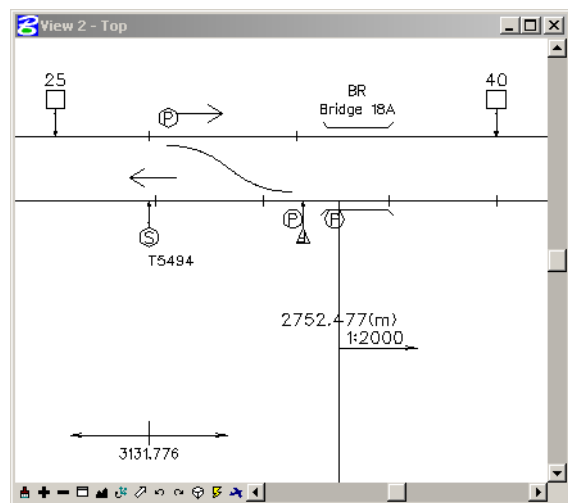 View 2 - Top
25
40
BR
Bridge 18A
P
P
P
S
T5494
2752.477(m)
1:2000
3131.776